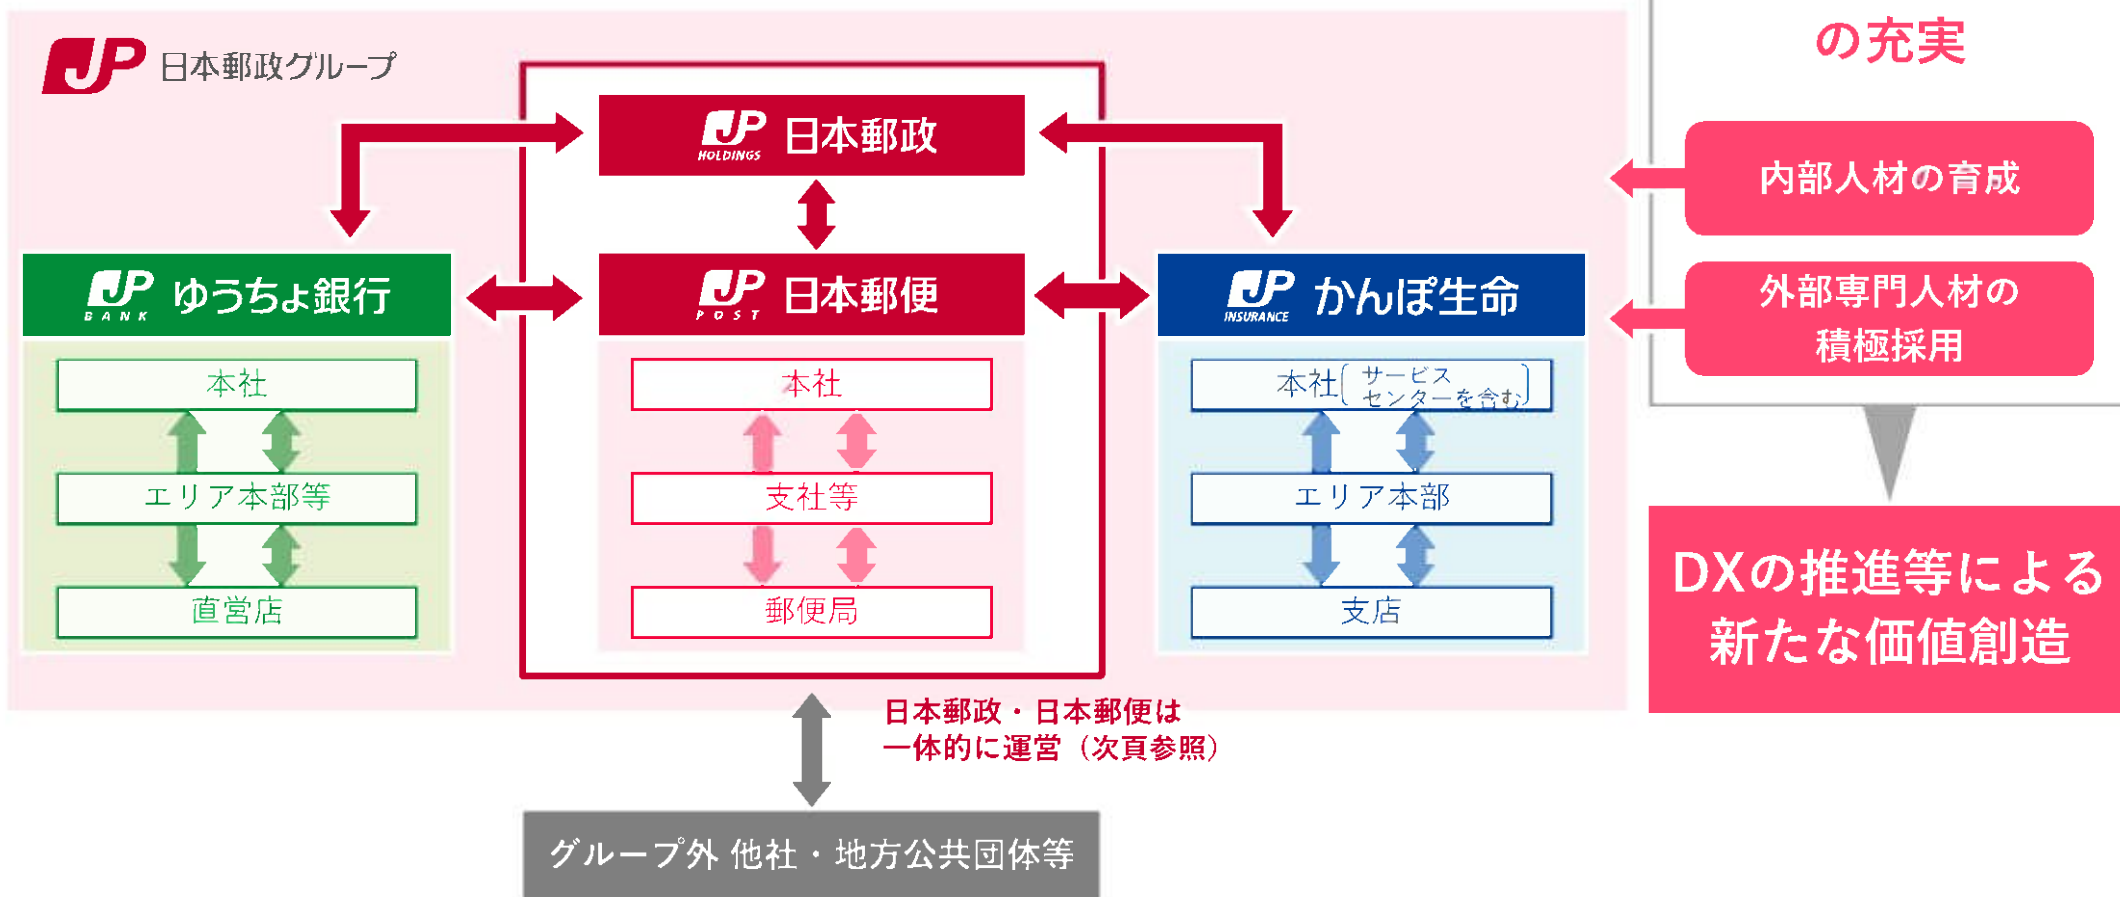 JP 日本郵政グループ
JP HOLDINGS 日本郵政
JP BANK ゆうちょ銀行
本社
エリア本部等
直営店
JP POST 日本郵便
本社
支社等
郵便局
JP INSURANCE かんぽ生命
本社(サービス
センターを含む)
エリア本部
支店
日本郵政・日本郵便は
一体的に運営（次頁参照）
グループ外 他社・地方公共団体等
の充実
内部人材の育成
外部専門人材の
積極採用
DXの推進等による
新たな価値創造